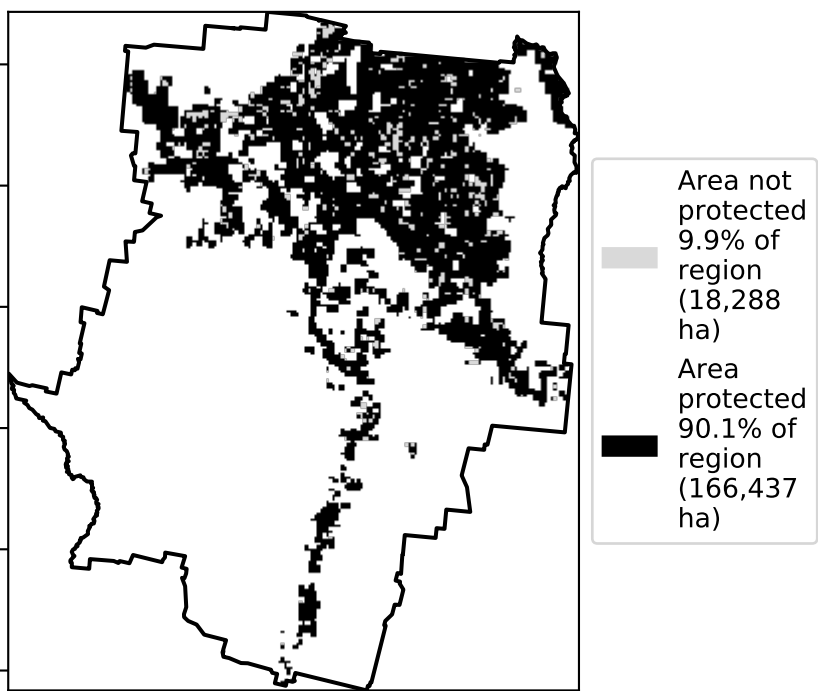 Area not
protected
9.9% of
region
(18,288
ha)
Area
protected
90.1% of
region
(166,437
ha)